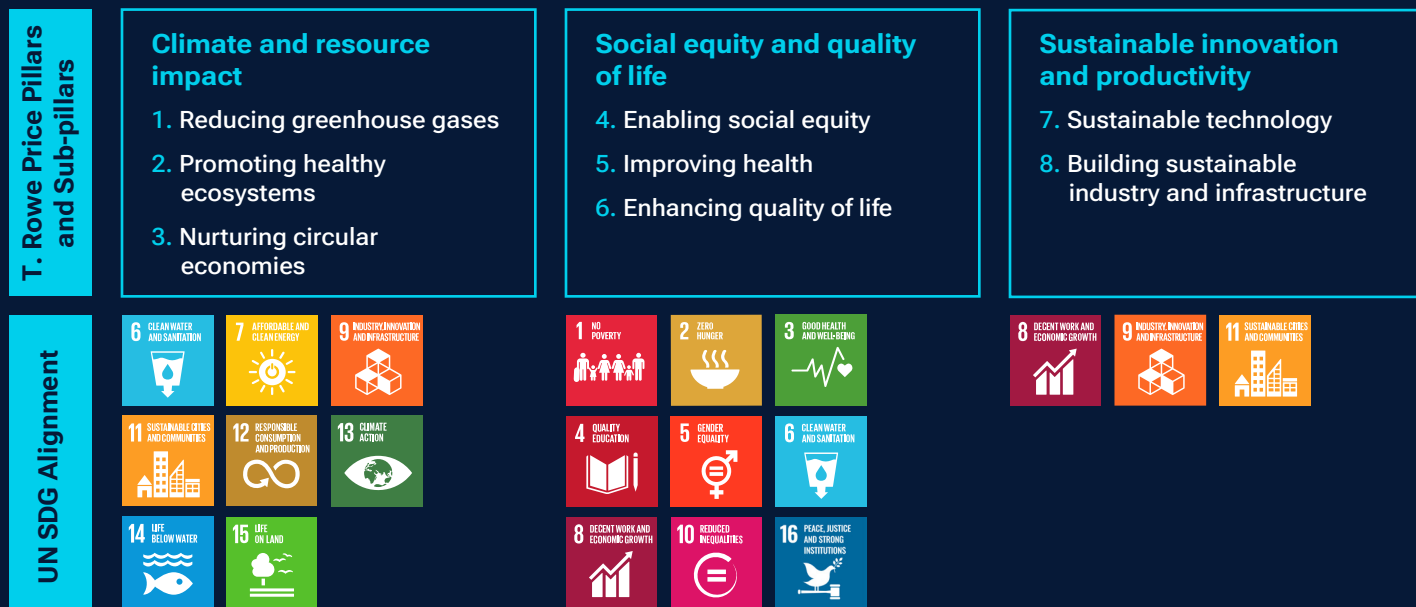 T. Rowe Price Pillars
and Sub-pillars
Climate and resource
impact
1. Reducing greenhouse gases
2. Promoting healthy
ecosystems
3. Nurturing circular
economies
Social equity and quality
of life
4. Enabling social equity
5. Improving health
6. Enhancing quality of life
Sustainable innovation
and productivity
7. Sustainable technology
8. Building sustainable
industry and infrastructure
UN SDG Alignment
6 CLEAN WATER
AND SANITATION
7 AFFORDABLE AND
CLEAN ENERGY
9 INDUSTRY, INNOVATION
AND INFRASTRUCTURE
11 SUSTAINABLE CITIES
AND COMMUNITIES
12 RESPONSIBLE
CONSUMPTION
AND PRODUCTION
13 CLIMATE
ACTION
14 LIFE
BELOW WATER
15 LIFE
ON LAND
1 NO
POVERTY
2 ZERO
HUNGER
3 GOOD HEALTH
AND WELL-BEING
4 QUALITY
EDUCATION
5 GENDER
EQUALITY
6 CLEAN WATER
AND SANITATION
8 DECENT WORK AND
ECONOMIC GROWTH
10 REDUCED
INEQUALITIES
16 PEACE, JUSTICE
AND STRONG
INSTITUTIONS
8 DECENT WORK AND
ECONOMIC GROWTH
9 INDUSTRY, INNOVATION
AND INFRASTRUCTURE
11 SUSTAINABLE CITIES
AND COMMUNITIES